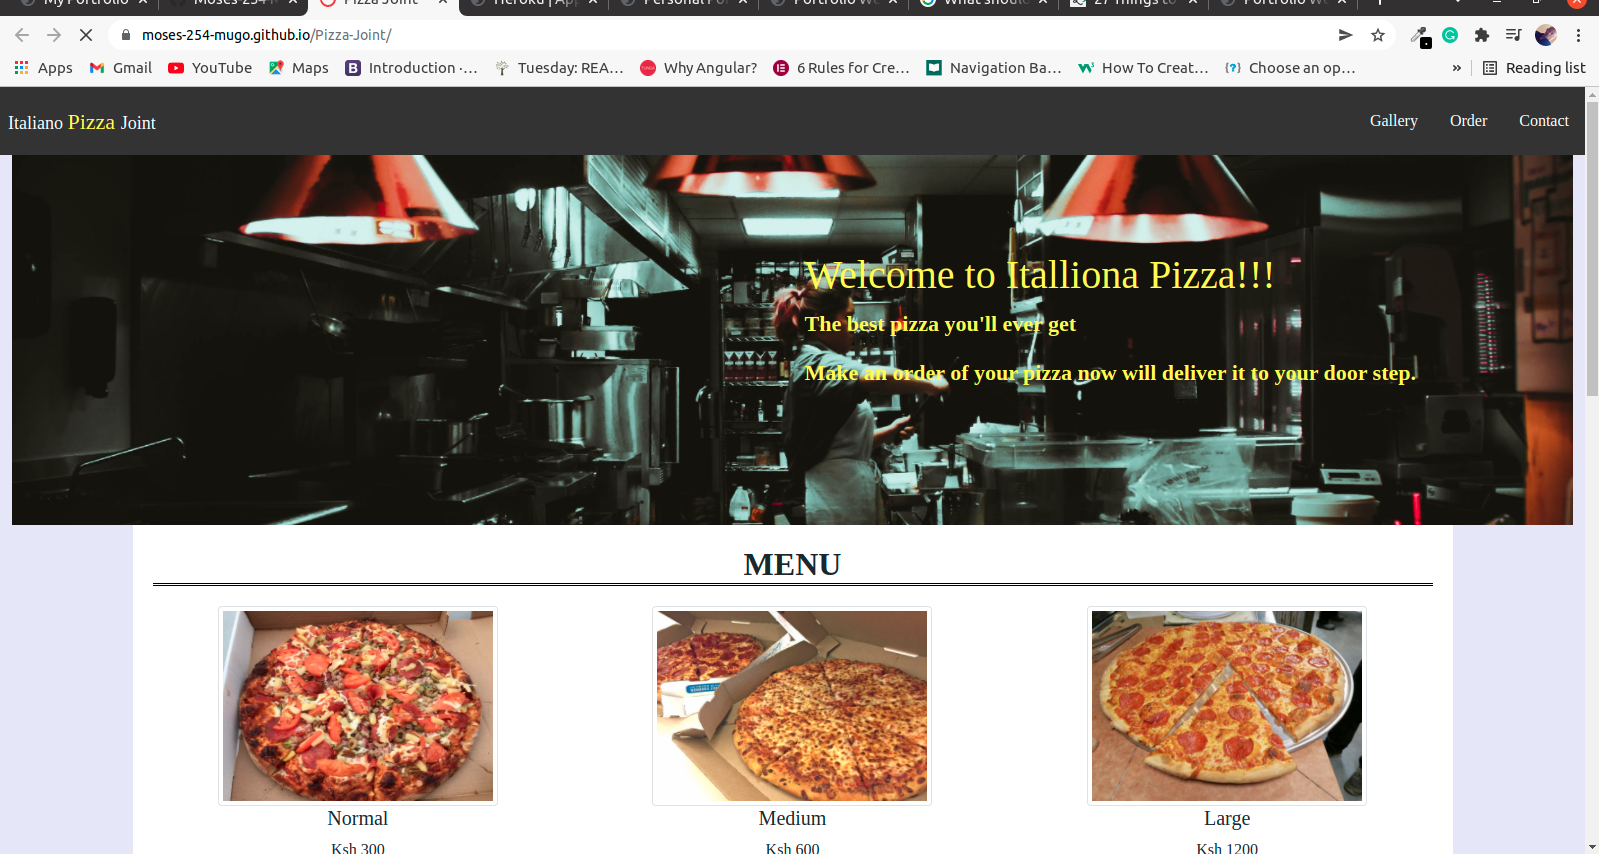 My Portfolio
Moses-254-M
Pizza Joint
Heroku | App
Personal Po
Portfolio We
What should
27 Things to
Portfolio We
moses-254-mugo.github.io/Pizza-Joint/
Apps
Gmail
YouTube
Maps
Introduction ·...
Tuesday: REA...
Why Angular?
6 Rules for Cre...
Navigation Ba...
How To Creat...
Choose an op...
»
Reading list
Italiano Pizza Joint
Gallery
Order
Contact
Welcome to Italliona Pizza!!!
The best pizza you'll ever get
Make an order of your pizza now will deliver it to your door step.
MENU
Normal
Medium
Large
Ksh 300
Ksh 600
Ksh 1200